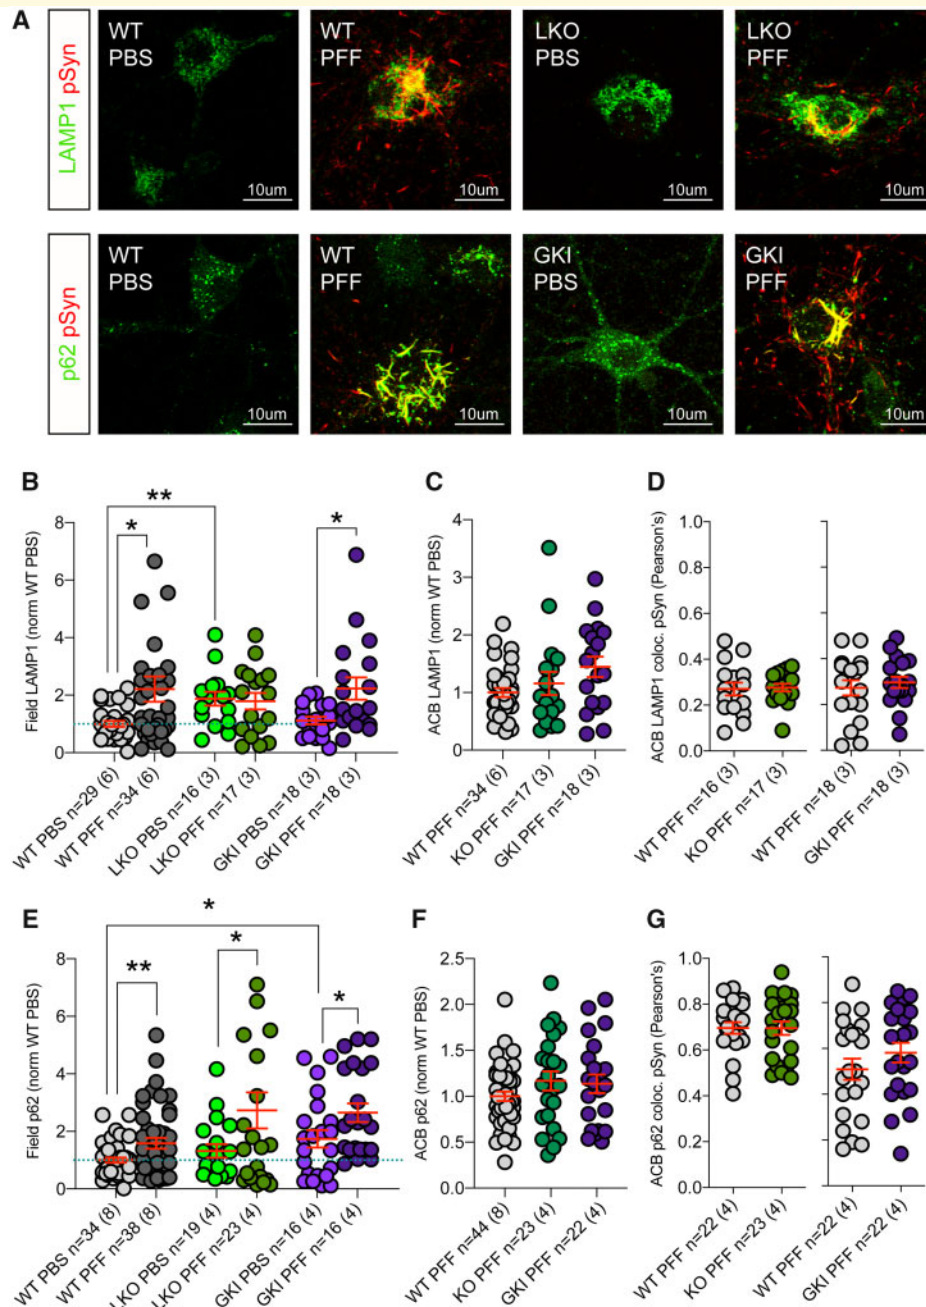 A
LAMP1 pSyn
WT
PBS
10um
WT
PFF
10um
LKO
PBS
10um
LKO
PFF
10um
p62 pSyn
WT
PBS
10um
WT
PFF
10um
GKI
PBS
10um
GKI
PFF
10um
B
Field LAMP1 (norm WT PBS)
8
6
4
2
0
**
*
*
WT PBS n=29 (6)
WT PFF n=34 (6)
LKO PBS n=16 (3)
LKO PFF n=17 (3)
GKI PBS n=18 (3)
GKI PFF n=18 (3)
C
ACB LAMP1 (norm WT PBS)
4
3
2
1
0
WT PFF n=34 (6)
KO PFF n=17 (3)
GKI PFF n=18 (3)
D
ACB LAMP1 coloc. pSyn (Pearson's)
1.0
0.8
0.6
0.4
0.2
0.0
WT PFF n=16 (3)
KO PFF n=17 (3)
WT PFF n=18 (3)
GKI PFF n=18 (3)
E
Field p62 (norm WT PBS)
8
6
4
2
0
*
**
*
*
WT PBS n=34 (8)
WT PFF n=38 (8)
LKO PBS n=19 (4)
LKO PFF n=23 (4)
GKI PBS n=16 (4)
GKI PFF n=16 (4)
F
ACB p62 (norm WT PBS)
2.5
2.0
1.5
1.0
0.5
0.0
WT PFF n=44 (8)
KO PFF n=23 (4)
GKI PFF n=22 (4)
G
ACB p62 coloc. pSyn (Pearson's
1.0
0.8
0.6
0.4
0.2
0.0
WT PFF n=22 (4)
KO PFF n=23 (4)
WT PFF n=22 (4)
GKI PFF n=22 (4)